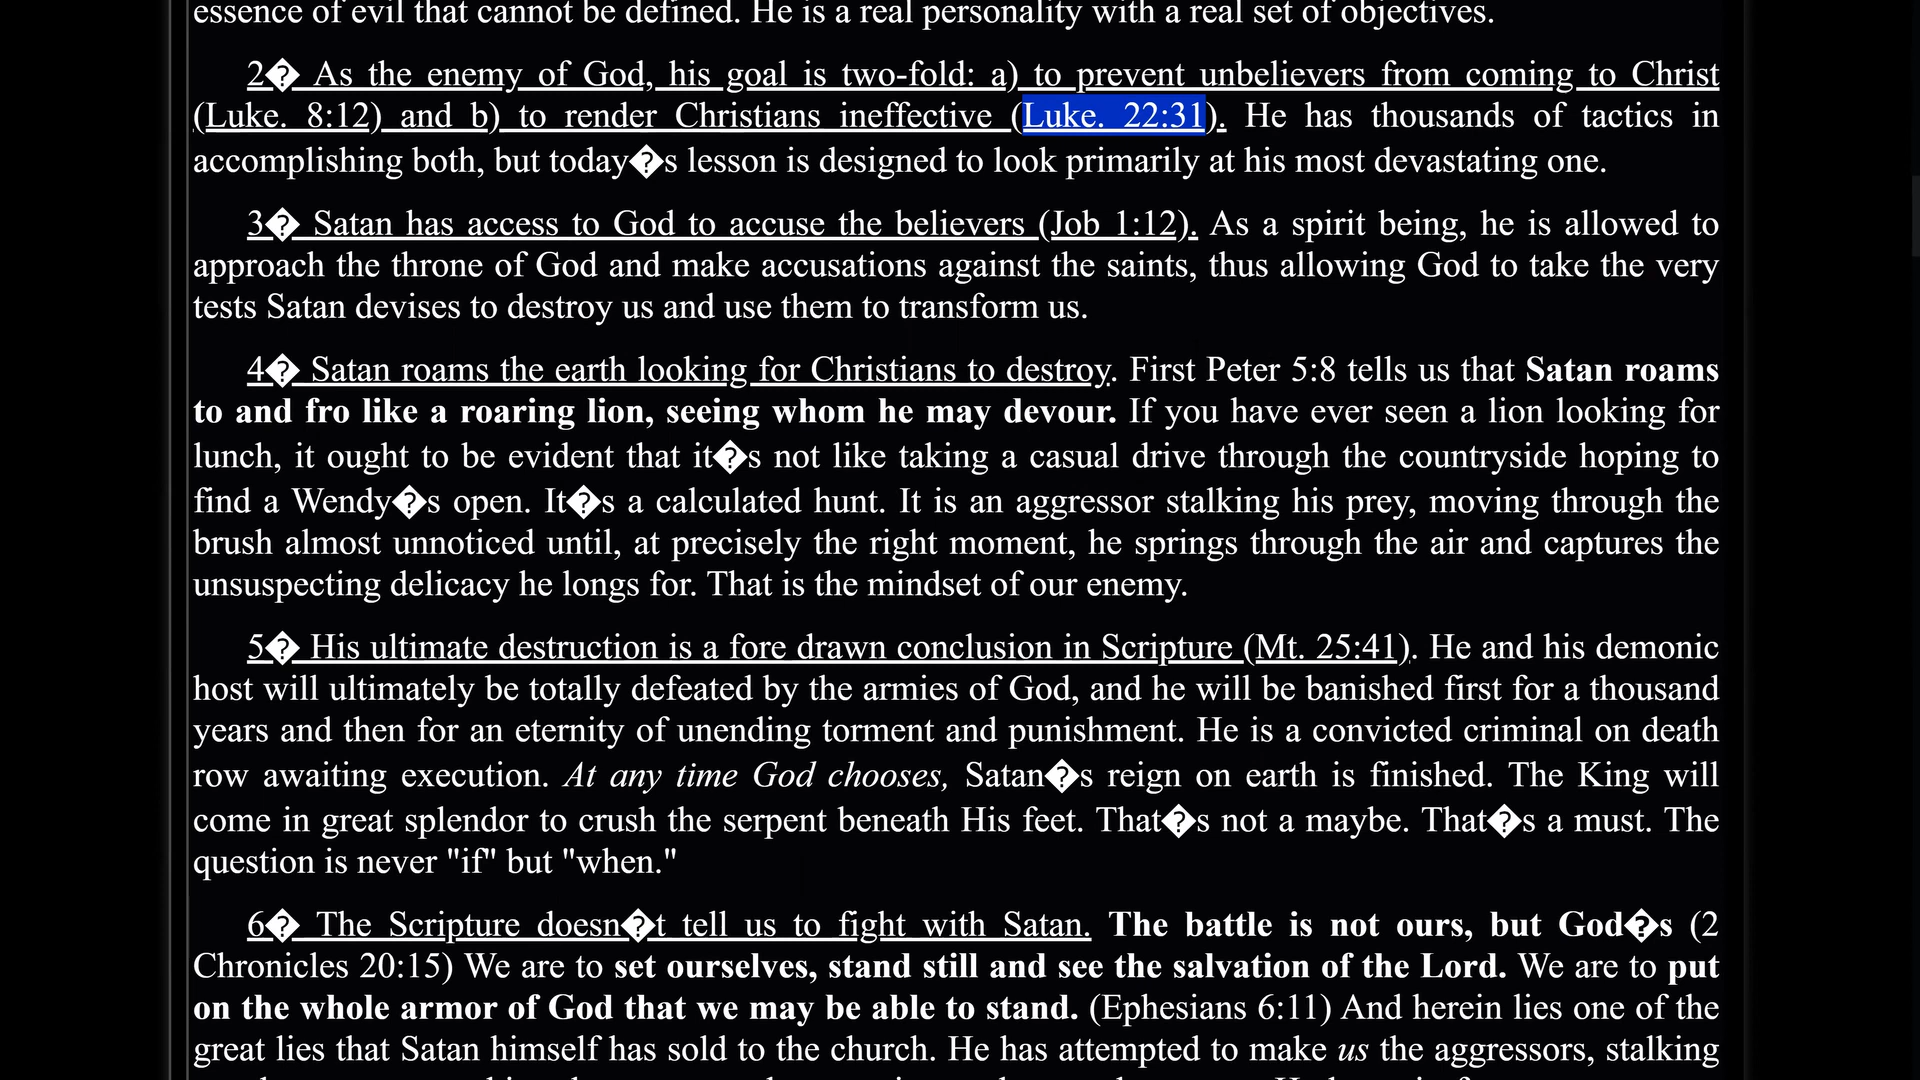 essence of evil that cannot be defined. He is a real personality with a real set of objectives.
2� As the enemy of God, his goal is two-fold: a) to prevent unbelievers from coming to Christ
(Luke. 8:12) and b) to render Christians ineffective (Luke. 22:31). He has thousands of tactics in
accomplishing both, but today�s lesson is designed to look primarily at his most devastating one.
3� Satan has access to God to accuse the believers (Job 1:12). As a spirit being, he is allowed to
approach the throne of God and make accusations against the saints, thus allowing God to take the very
tests Satan devises to destroy us and use them to transform us.
4� Satan roams the earth looking for Christians to destroy. First Peter 5:8 tells us that Satan roams
to and fro like a roaring lion, seeing whom he may devour. If you have ever seen a lion looking for
lunch, it ought to be evident that it�s not like taking a casual drive through the countryside hoping to
find a Wendy�s open. It�s a calculated hunt. It is an aggressor stalking his prey, moving through the
brush almost unnoticed until, at precisely the right moment, he springs through the air and captures the
unsuspecting delicacy he longs for. That is the mindset of our enemy.
5� His ultimate destruction is a fore drawn conclusion in Scripture (Mt. 25:41). He and his demonic
host will ultimately be totally defeated by the armies of God, and he will be banished first for a thousand
years and then for an eternity of unending torment and punishment. He is a convicted criminal on death
row awaiting execution. At any time God chooses, Satan�s reign on earth is finished. The King will
come in great splendor to crush the serpent beneath His feet. That�s not a maybe. That�s a must. The
question is never "if" but "when."
6� The Scripture doesn�t tell us to fight with Satan. The battle is not ours, but God�s (2
Chronicles 20:15) We are to set ourselves, stand still and see the salvation of the Lord. We are to put
on the whole armor of God that we may be able to stand. (Ephesians 6:11) And herein lies one of the
great lies that Satan himself has sold to the church. He has attempted to make us the aggressors, stalking